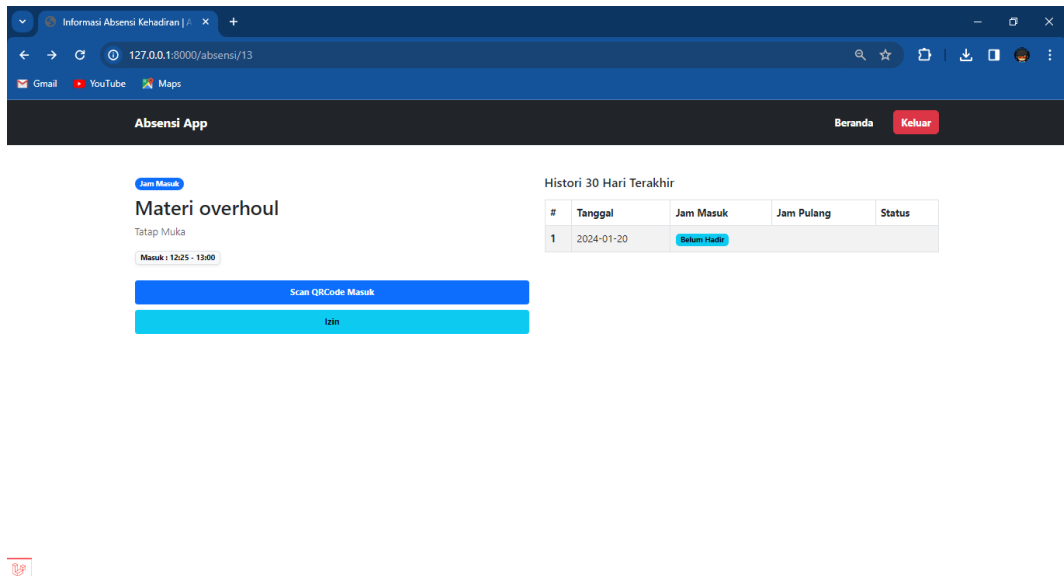 Informasi Absensi Kehadiran | A
127.0.0.1:8000/absensi/13
Gmail YouTube Maps
Absensi App Beranda Keluar
Jam Masuk
Materi overhoul
Tatap Muka
Masuk : 12:25 - 13:00
Scan QRCode Masuk
Izin
Histori 30 Hari Terakhir
# Tanggal Jam Masuk Jam Pulang Status
1 2024-01-20 Belum Hadir